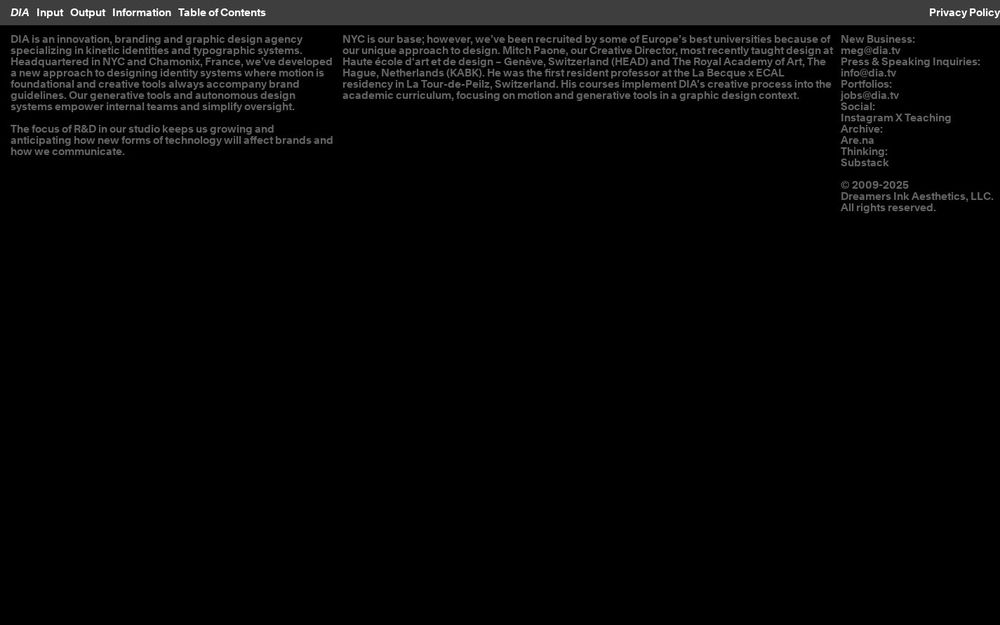 DIA Input Output Information Table of Contents Privacy Policy
DIA is an innovation, branding and graphic design agency
specializing in kinetic identities and typographic systems.
Headquartered in NYC and Chamonix, France, we've developed
a new approach to designing identity systems where motion is
foundational and creative tools always accompany brand
guidelines. Our generative tools and autonomous design
systems empower internal teams and simplify oversight.
The focus of R&D in our studio keeps us growing and
anticipating how new forms of technology will affect brands and
how we communicate.
NYC is our base; however, we've been recruited by some of Europe's best universities because of
our unique approach to design. Mitch Paone, our Creative Director, most recently taught design at
Haute école d'art et de design – Genève, Switzerland (HEAD) and The Royal Academy of Art, The
Hague, Netherlands (KABK). He was the first resident professor at the La Becque x ECAL
residency in La Tour-de-Peilz, Switzerland. His courses implement DIA's creative process into the
academic curriculum, focusing on motion and generative tools in a graphic design context.
New Business:
meg@dia.tv
Press & Speaking Inquiries:
info@dia.tv
Portfolios:
jobs@dia.tv
Social:
Instagram X Teaching
Archive:
Are.na
Thinking:
Substack
© 2009-2025
Dreamers Ink Aesthetics, LLC.
All rights reserved.